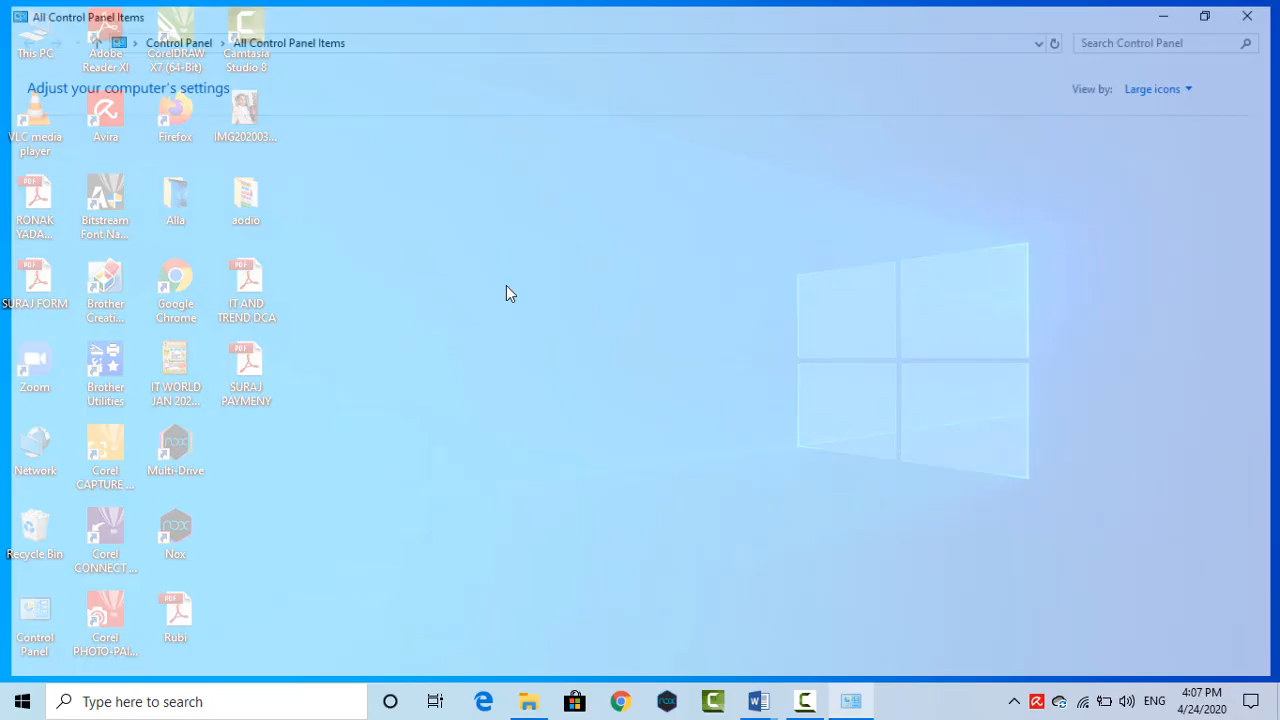 All Control Panel Items
Control Panel > All Control Panel Items
Search Control Panel
Adjust your computer's settings
View by: Large icons
This PC
Adobe
Reader XI
CorelDRAW
X7 (64-Bit)
Camtasia
Studio 8
VLC media
player
Avira
Firefox
IMG202003...
RONAK
YADA...
Bitstream
Font Na...
Alla
aodio
SURAJ FORM
Brother
Creati...
Google
Chrome
IT AND
TREND DCA
Zoom
Brother
Utilities
IT WORLD
JAN 202...
SURAJ
PAYMENY
Network
Corel
CAPTURE ...
Multi-Drive
Recycle Bin
Corel
CONNECT ...
Nox
Control
Panel
Corel
PHOTO-PAI...
Rubi
Type here to search
ENG
4:07 PM
4/24/2020